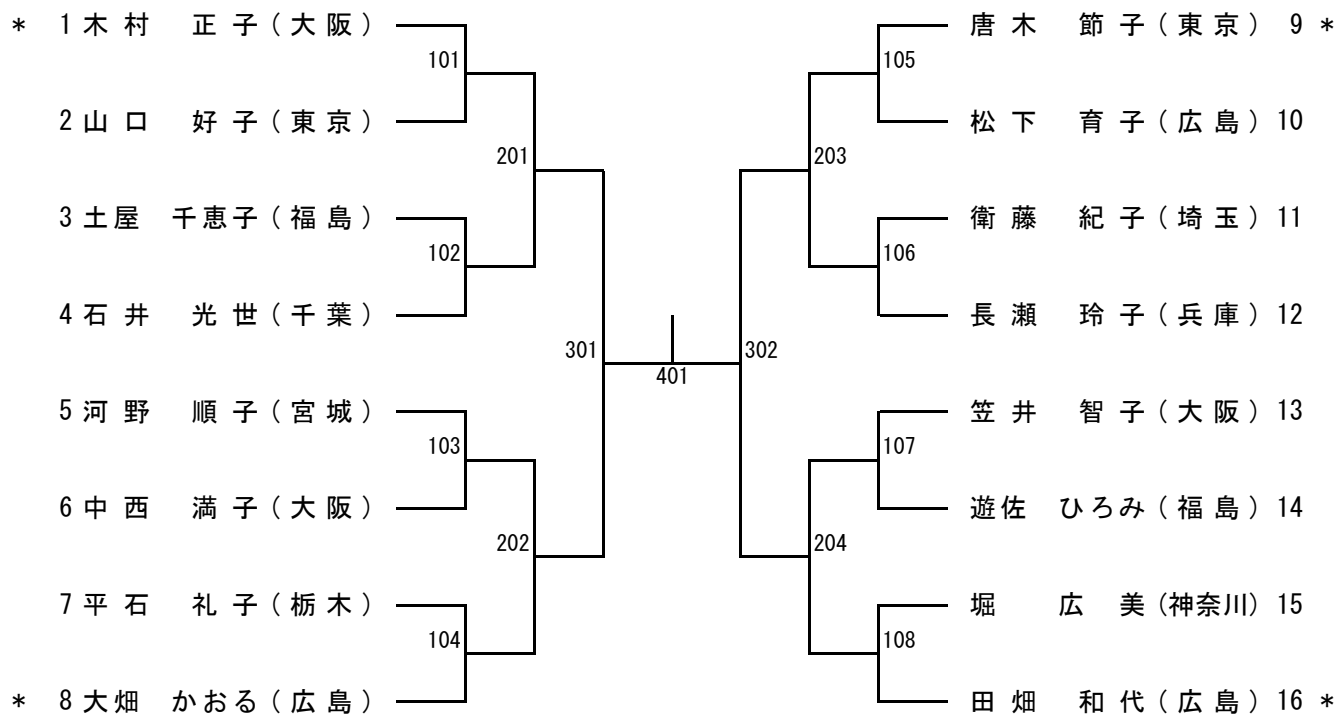 * 1 木村 正子 (大阪)
101
2 山口 好子 (東京)
201
3 土屋 千恵子 (福島)
102
4 石井 光世 (千葉)
301
5 河野 順子 (宮城)
103
6 中西 満子 (大阪)
202
7 平石 礼子 (栃木)
104
* 8 大畑 かおる (広島)
401
唐木 節子 (東京) 9 *
105
松下 育子 (広島) 10
203
衛藤 紀子 (埼玉) 11
106
長瀬 玲子 (兵庫) 12
302
笠井 智子 (大阪) 13
107
遊佐 ひろみ (福島) 14
204
堀 広美 (神奈川) 15
108
田畑 和代 (広島) 16 *